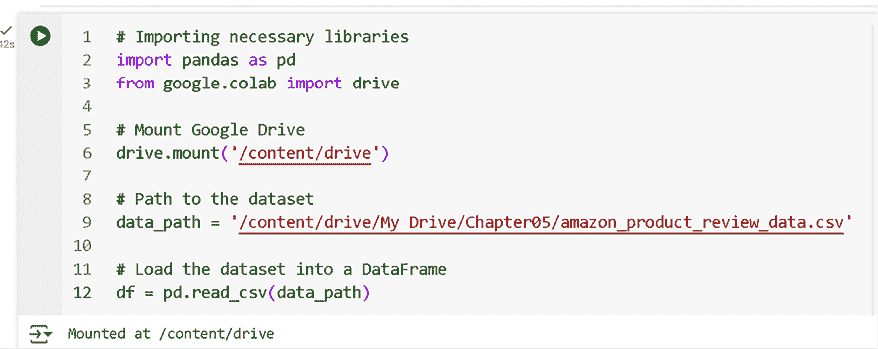 1 # Importing necessary libraries
42s
2 import pandas as pd
3 from google.colab import drive
4
5 # Mount Google Drive
6 drive.mount('/content/drive')
7
8 # Path to the dataset
9 data_path = '/content/drive/My Drive/Chapter05/amazon_product_review_data.csv'
10
11 # Load the dataset into a DataFrame
12 df = pd.read_csv(data_path)
Mounted at /content/drive